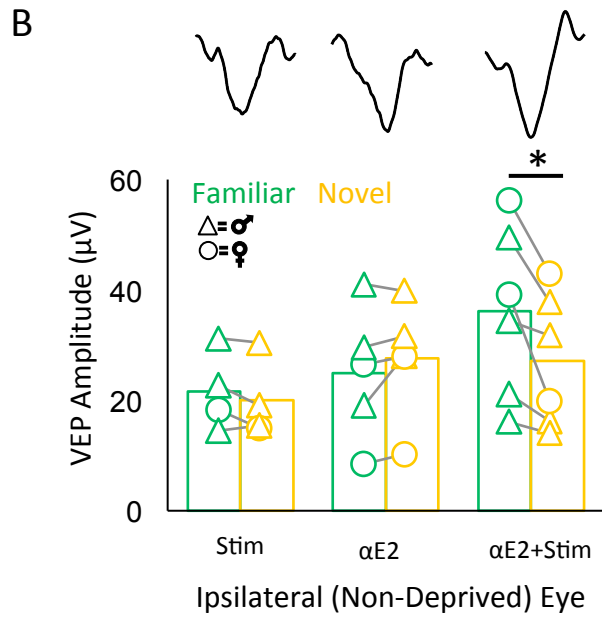 B
*
60
Familiar Novel
△=♂
○=♀
40
20
0
VEP Amplitude (μV)
Stim αE2 αE2+Stim
Ipsilateral (Non-Deprived) Eye